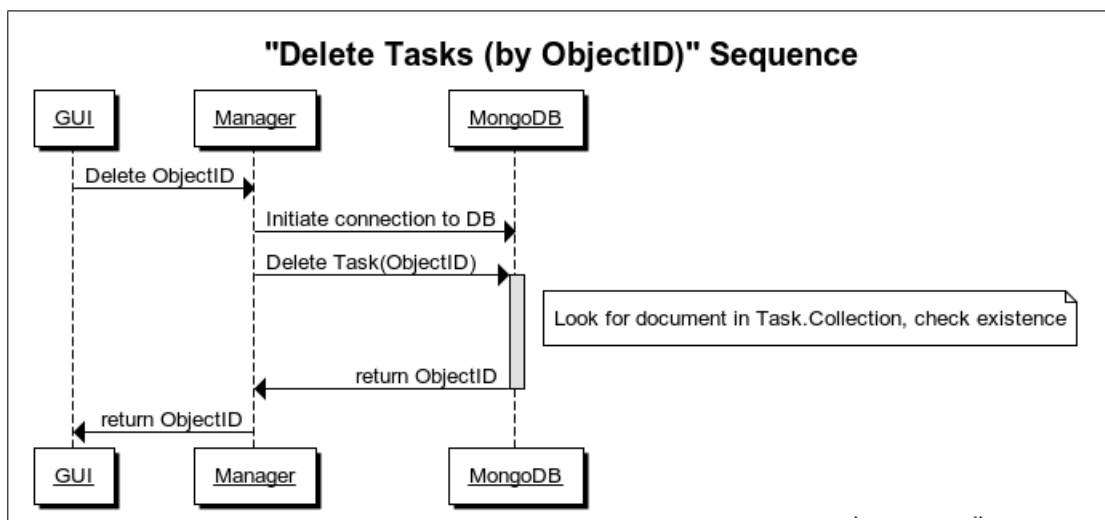 "Delete Tasks (by ObjectID)" Sequence
GUI
Manager
MongoDB
Delete ObjectID
Initiate connection to DB
Delete Task(ObjectID)
Look for document in Task.Collection, check existence
return ObjectID
return ObjectID
GUI
Manager
MongoDB